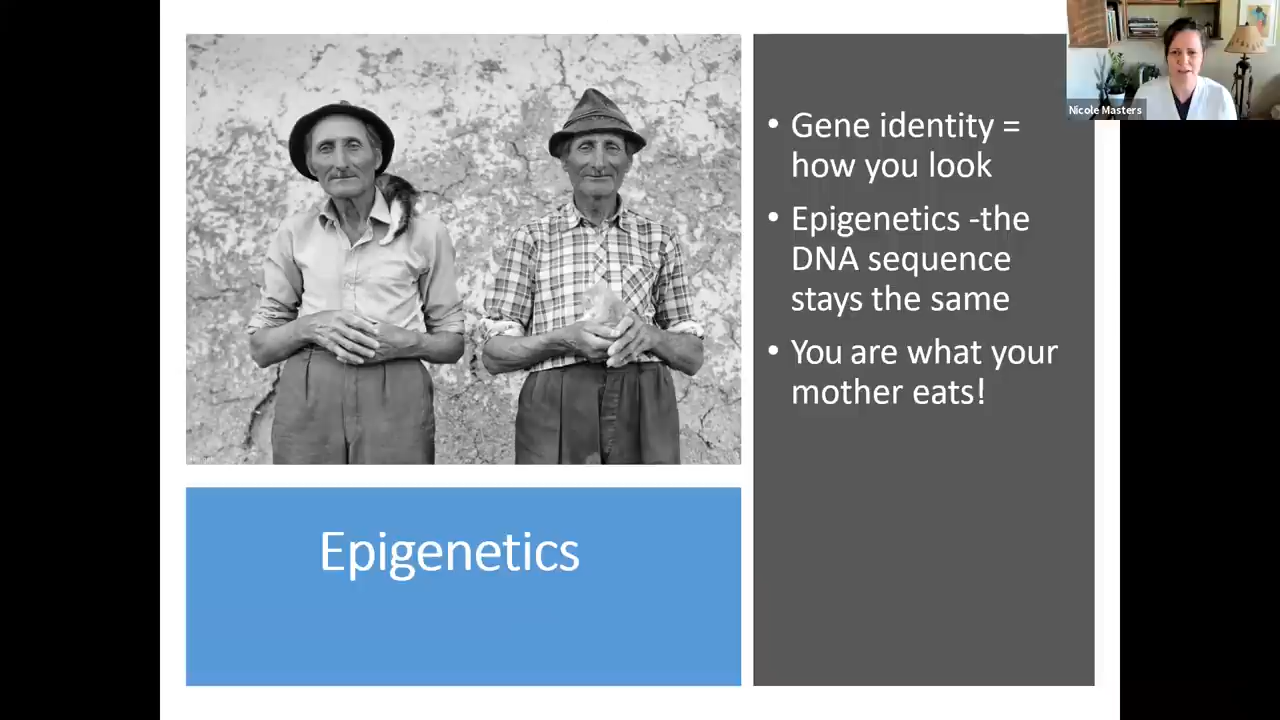 Nicole Masters
• Gene identity =
how you look
• Epigenetics -the
DNA sequence
stays the same
• You are what your
mother eats!
Epigenetics